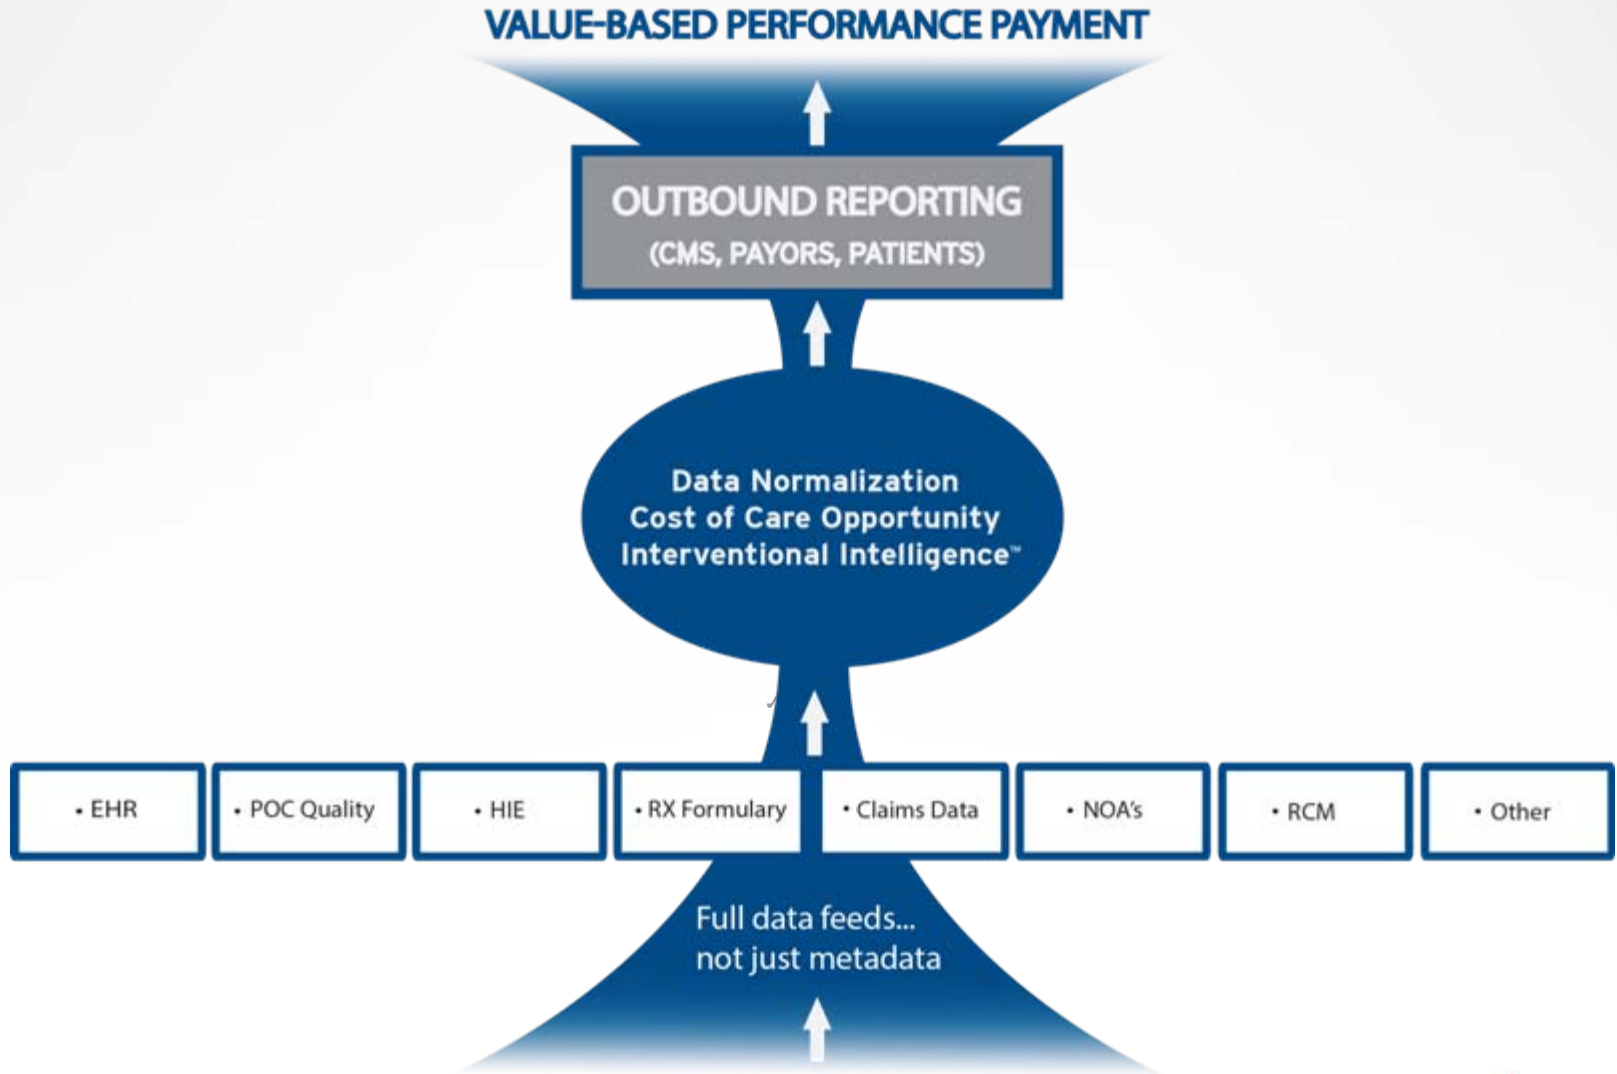 VALUE-BASED PERFORMANCE PAYMENT
OUTBOUND REPORTING
(CMS, PAYORS, PATIENTS)
Data Normalization
Cost of Care Opportunity
Interventional Intelligence™
• EHR
• POC Quality
• HIE
• RX Formulary
• Claims Data
• NOA's
• RCM
• Other
Full data feeds...
not just metadata